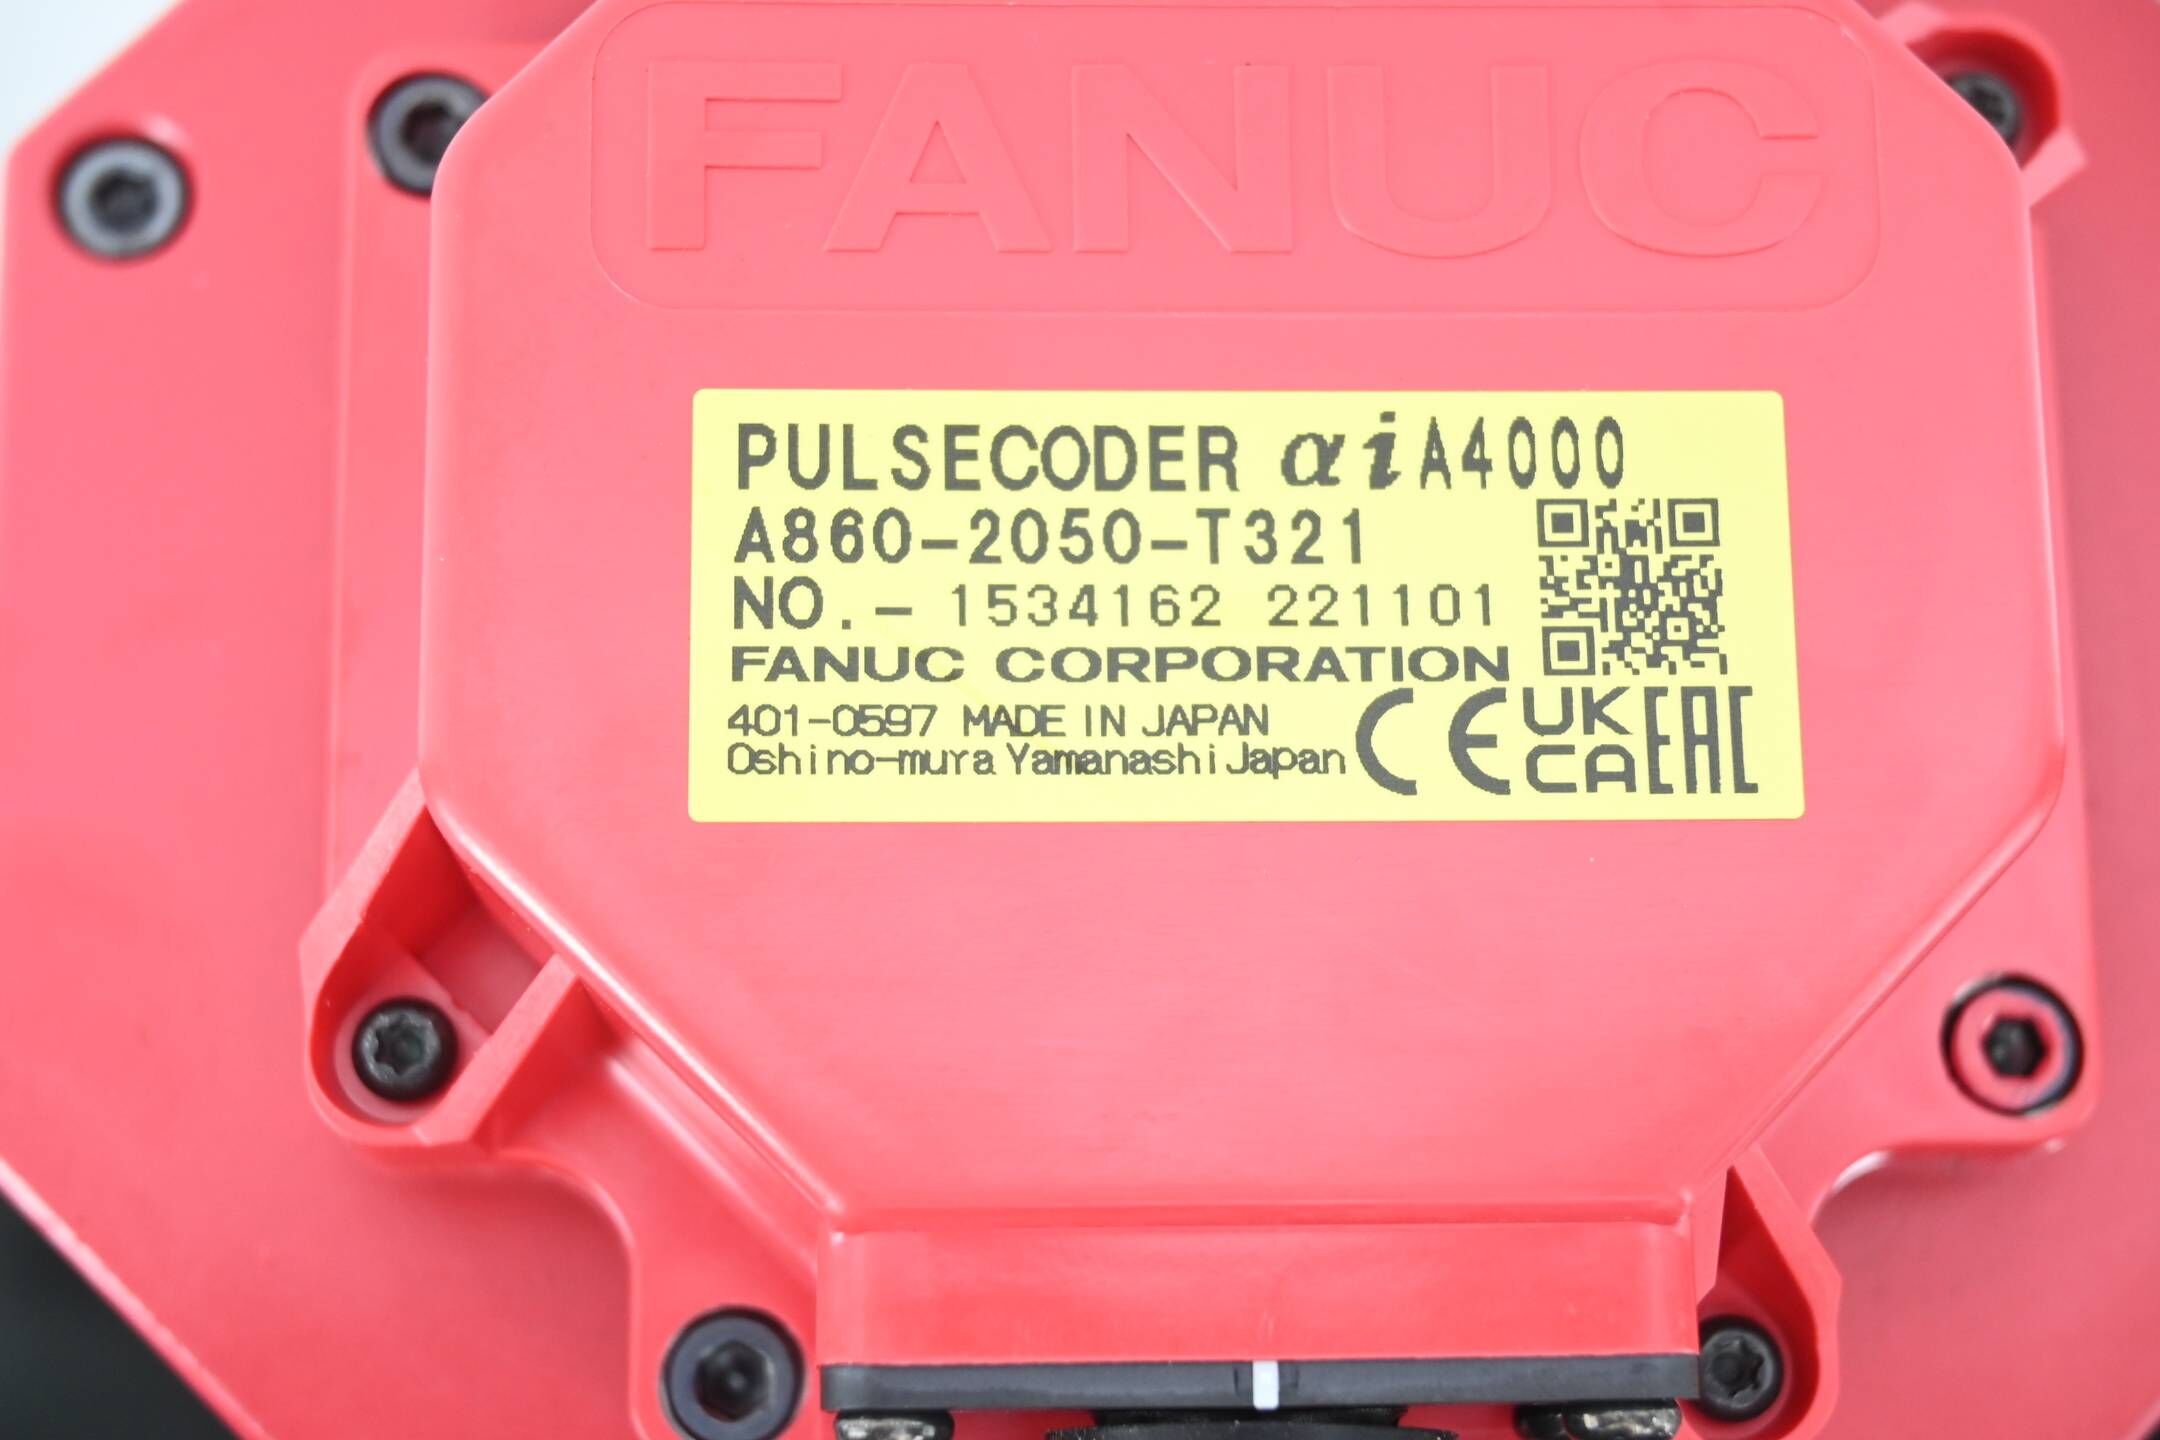 FANUC
PULSECODER αiA4000
A860-2050-T321
NO.-1534162 221101
FANUC CORPORATION
401-0597 MADE IN JAPAN
Oshino-mura Yamanashi Japan
CE UK CA EAC